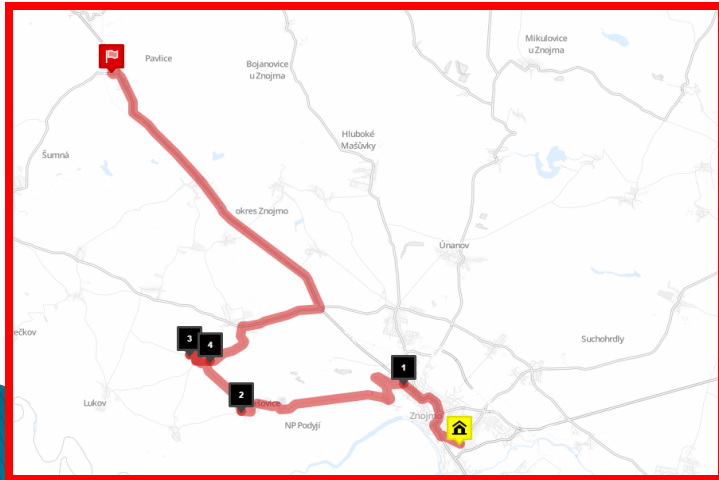 Mikulovice
u Znojma
Pavlice
Bojanovice
u Znojma
Hluboké
Mašůvky
Šumná
okres Znojmo
Únanov
Suchohrdly
3
4
1
2
Lukov
Znojmo
NP Podyjí